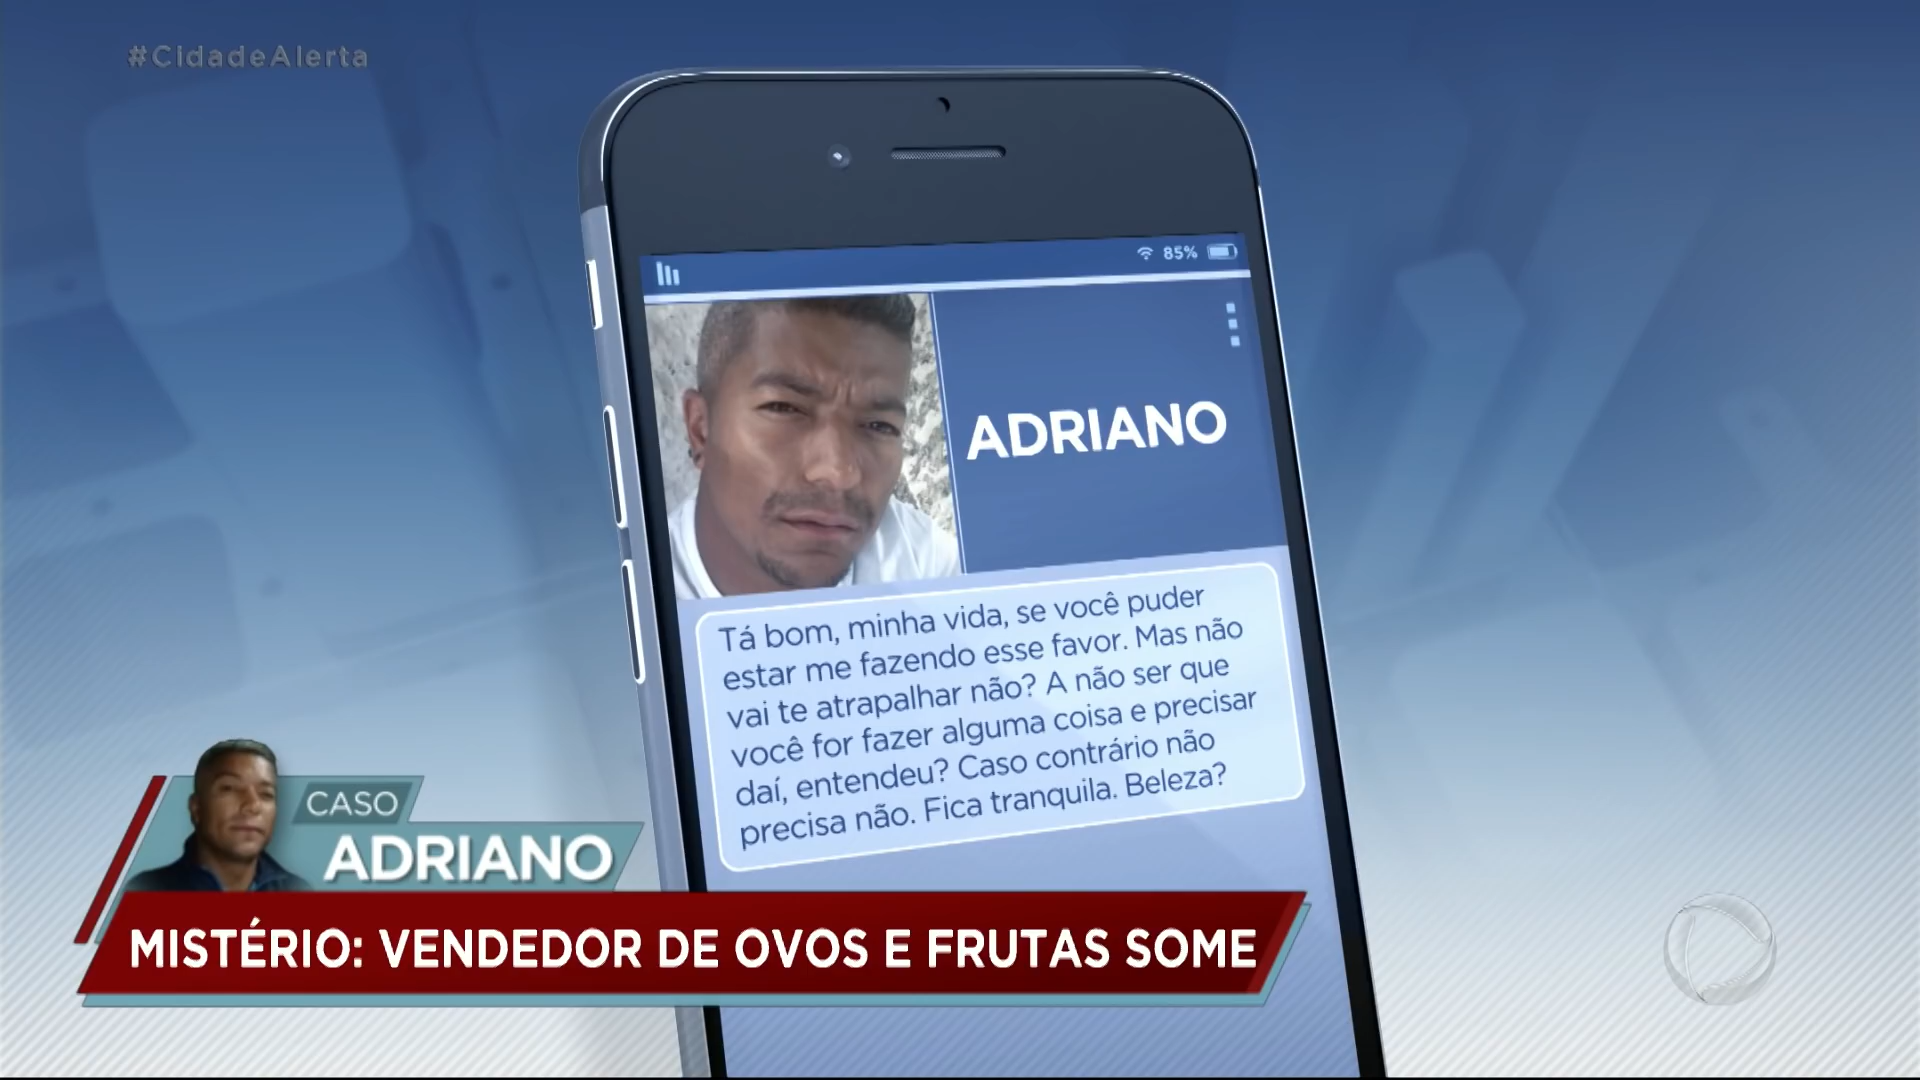 #CidadeAlerta
85%
ADRIANO
Tá bom, minha vida, se você puder
estar me fazendo esse favor. Mas não
vai te atrapalhar não? A não ser que
você for fazer alguma coisa e precisar
daí, entendeu? Caso contrário não
precisa não. Fica tranquila. Beleza?
CASO
ADRIANO
MISTÉRIO: VENDEDOR DE OVOS E FRUTAS SOME